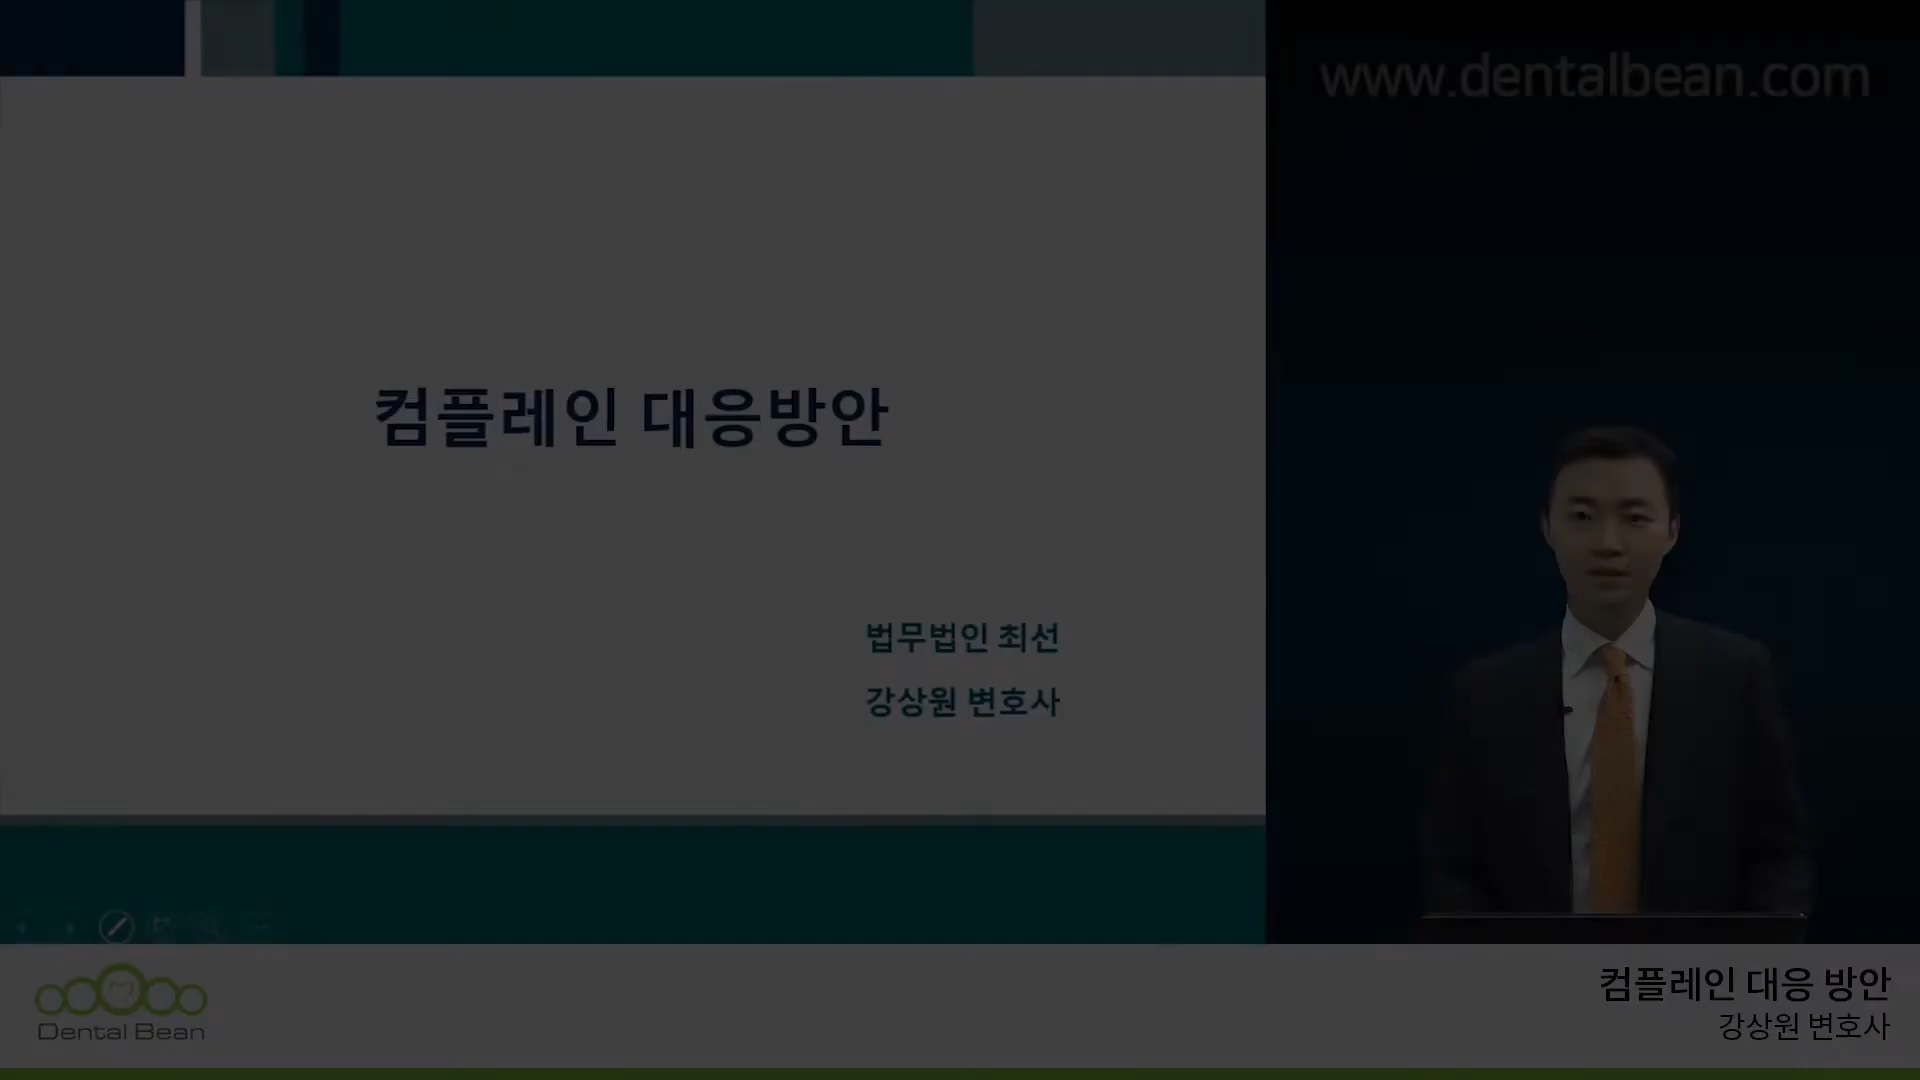 www.dentalbean.com
컴플레인 대응방안
법무법인 최선
강상원 변호사
Dental Bean
컴플레인 대응 방안
강상원 변호사